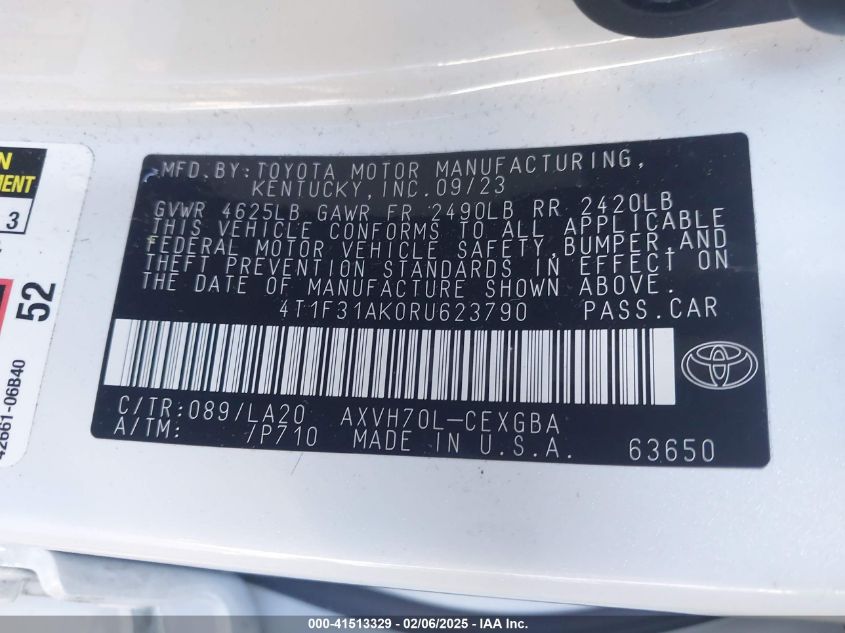 N
MENT
3
52
42661-06B40
MFD.BY:TOYOTA MOTOR MANUFACTURING,
KENTUCKY,INC.09/23
GVWR 4625LB GAWR FR 2490LB RR 2420LB
THIS VEHICLE CONFORMS TO ALL APPLICABLE
FEDERAL MOTOR VEHICLE SAFETY,BUMPER,AND
THEFT PREVENTION STANDARDS IN EFFECT ON
THE DATE OF MANUFACTURE SHOWN ABOVE.
4T1F31AK0RU623790 PASS.CAR
C/TR:089/LA20 AXVH70L-CEXGBA
A/TM: /P710 MADE IN U.S.A. 63650
000-41513329 / 02/06/2025 - IAA Inc.